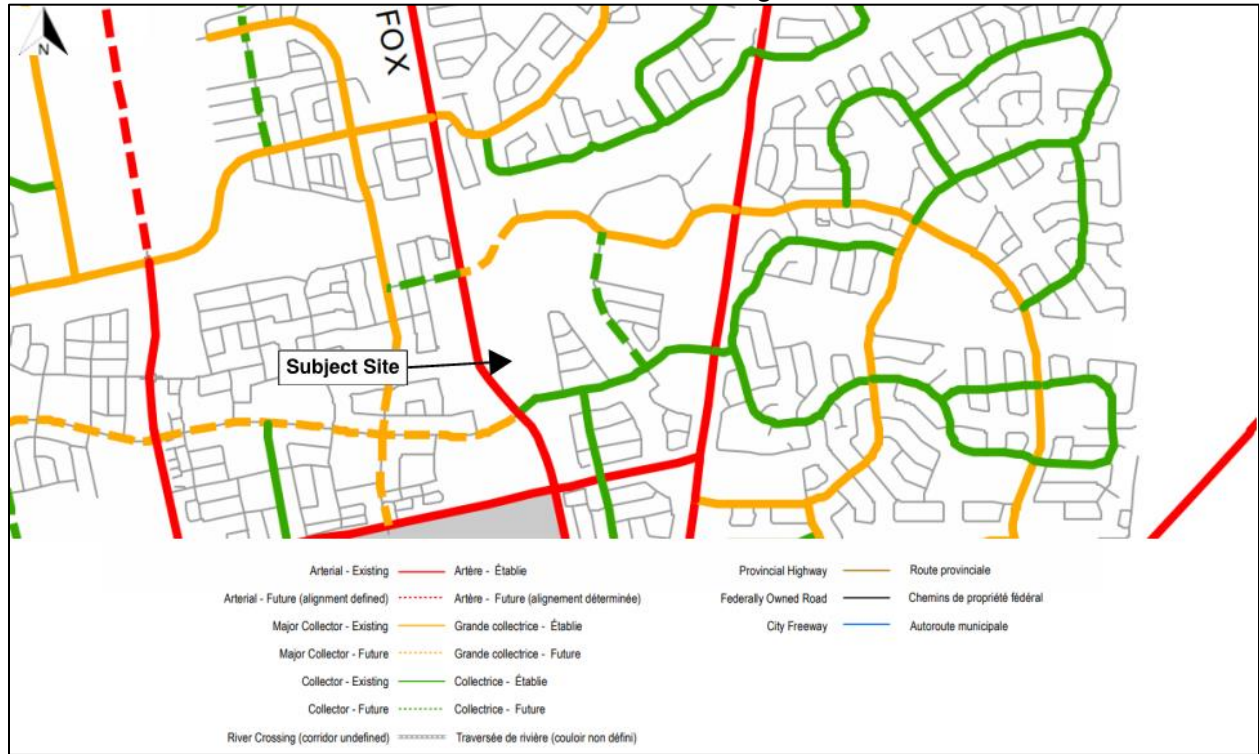 N
FOX
Subject Site
Arterial - Existing Artère - Établie
Arterial - Future (alignment defined) Artère - Future (alignement déterminée)
Major Collector - Existing Grande collectrice - Établie
Major Collector - Future Grande collectrice - Future
Collector - Existing Collectrice - Établie
Collector - Future Collectrice - Future
River Crossing (corridor undefined) Traversée de rivière (couloir non défini)
Provincial Highway Route provinciale
Federally Owned Road Chemins de propriété fédéral
City Freeway Autoroute municipale